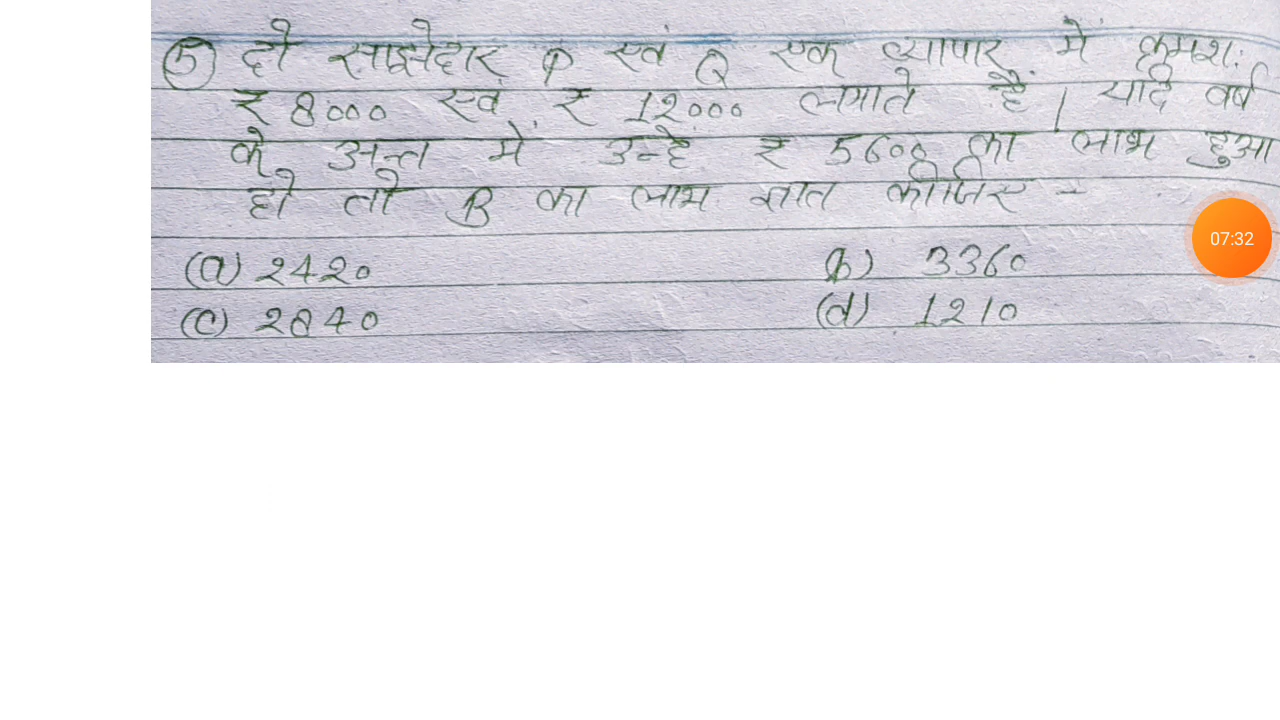 5 दो साझेदार P एवं Q एक व्यापार में क्रमश:
₹ 8000 एवं ₹ 12000 लगाते हैं। यदि वर्ष
के अन्त में उन्हें ₹ 5600 का लाभ हुआ
हो तो B का लाभ ज्ञात कीजिए -
(a) 2420 (b) 3360
(c) 2840 (d) 1210
07:32